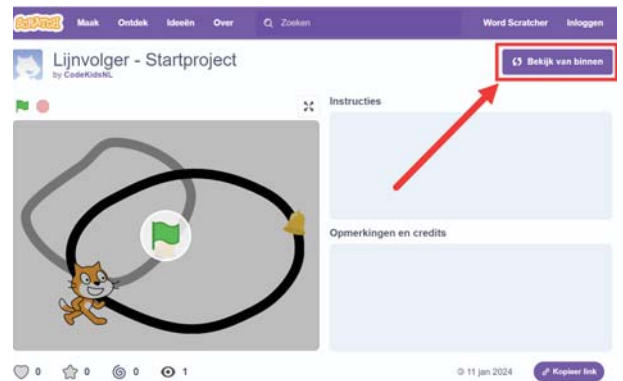 SCRATCH Maak Ontdek Ideeën Over Zoeken Word Scratcher Inloggen
Lijnvolger - Startproject
by CodeKidsNL
Bekijk van binnen
Instructies
Opmerkingen en credits
0 0 0 1
© 11 jan 2024
Kopieer link